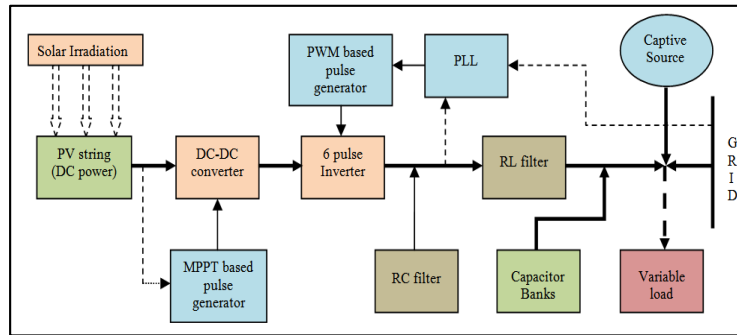 Solar Irradiation
PWM based
pulse
generator
PLL
Captive
Source
PV string
(DC power)
DC-DC
converter
6 pulse
Inverter
RL filter
G
R
I
D
MPPT based
pulse
generator
RC filter
Capacitor
Banks
Variable
load